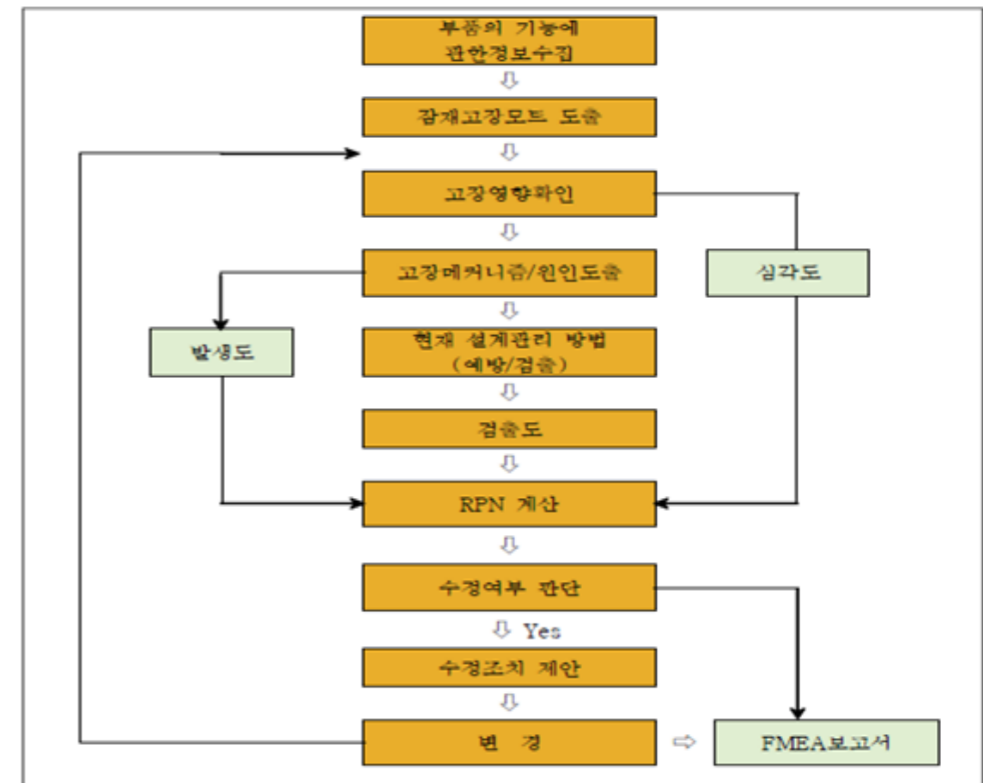 부품의 기능에
관한정보수집
잠재고장모트 도출
고장영향확인
고장메커니즘/원인도출
심각도
발생도
현재 설계관리 방법
(예방/검출)
검출도
RPN 계산
수정여부 판단
Yes
수정조치 제안
변 경
FMEA보고서